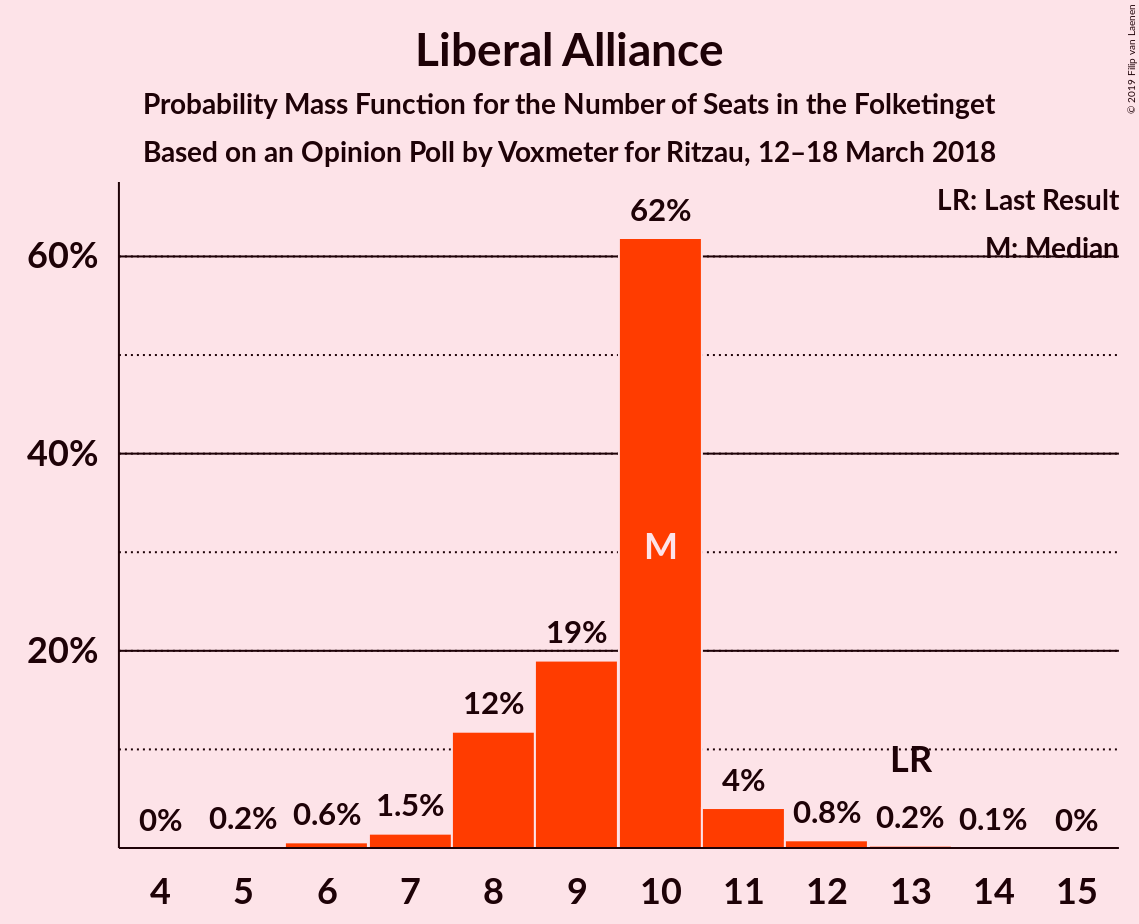 Liberal Alliance
Probability Mass Function for the Number of Seats in the Folketinget
Based on an Opinion Poll by Voxmeter for Ritzau, 12–18 March 2018
© 2019 Filip van Laenen
LR: Last Result
M: Median
62%
60%
40%
M
19%
20%
12%
LR
4%
1.5%
0% 0.2% 0.6% 0.8% 0.2% 0.1% 0%
4 5 6 7 8 9 10 11 12 13 14 15